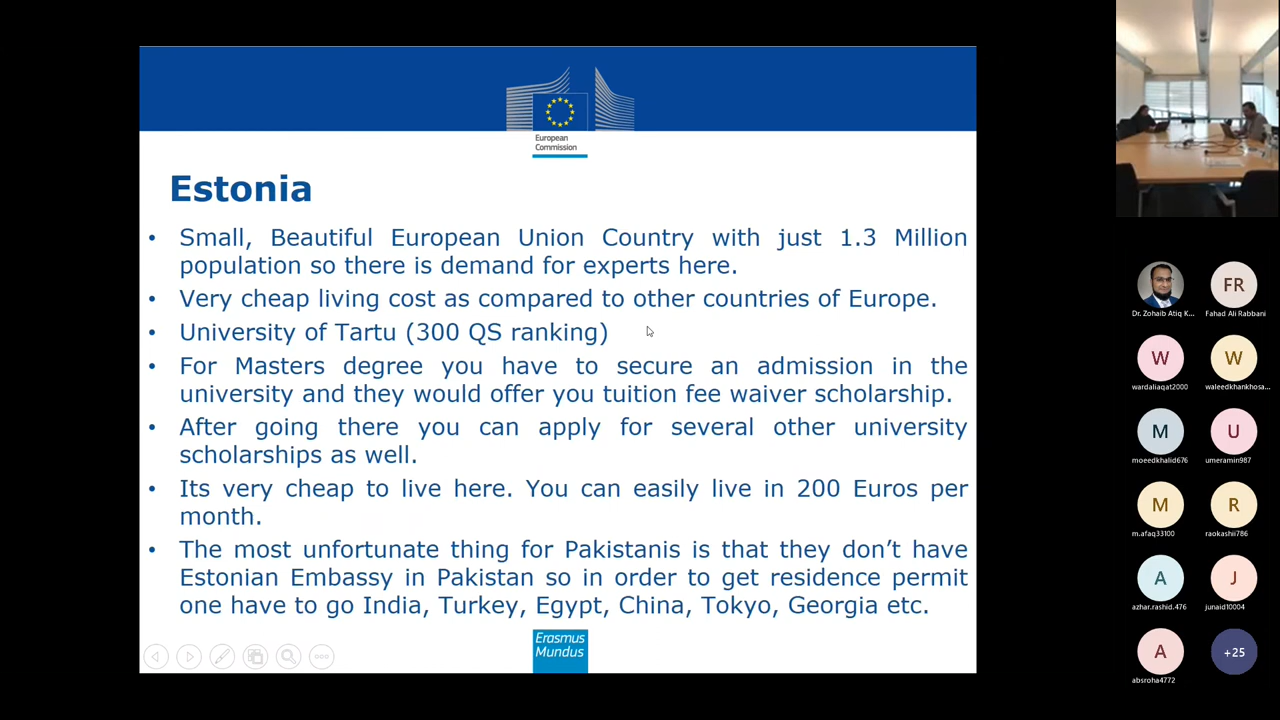 European
Commission
Estonia
• Small, Beautiful European Union Country with just 1.3 Million
population so there is demand for experts here.
• Very cheap living cost as compared to other countries of Europe.
• University of Tartu (300 QS ranking)
• For Masters degree you have to secure an admission in the
university and they would offer you tuition fee waiver scholarship.
• After going there you can apply for several other university
scholarships as well.
• Its very cheap to live here. You can easily live in 200 Euros per
month.
• The most unfortunate thing for Pakistanis is that they don’t have
Estonian Embassy in Pakistan so in order to get residence permit
one have to go India, Turkey, Egypt, China, Tokyo, Georgia etc.
Erasmus
Mundus
FR
Dr. Zohaib Atiq K... Fahad Ali Rabbani
W W
wardaliaqat2000 waleedkhankhosa...
M U
moeedkhalid676 umeramin987
M R
m.afaq33100 raokashii786
A J
azhar.rashid.476 junaid10004
A +25
absroha4772